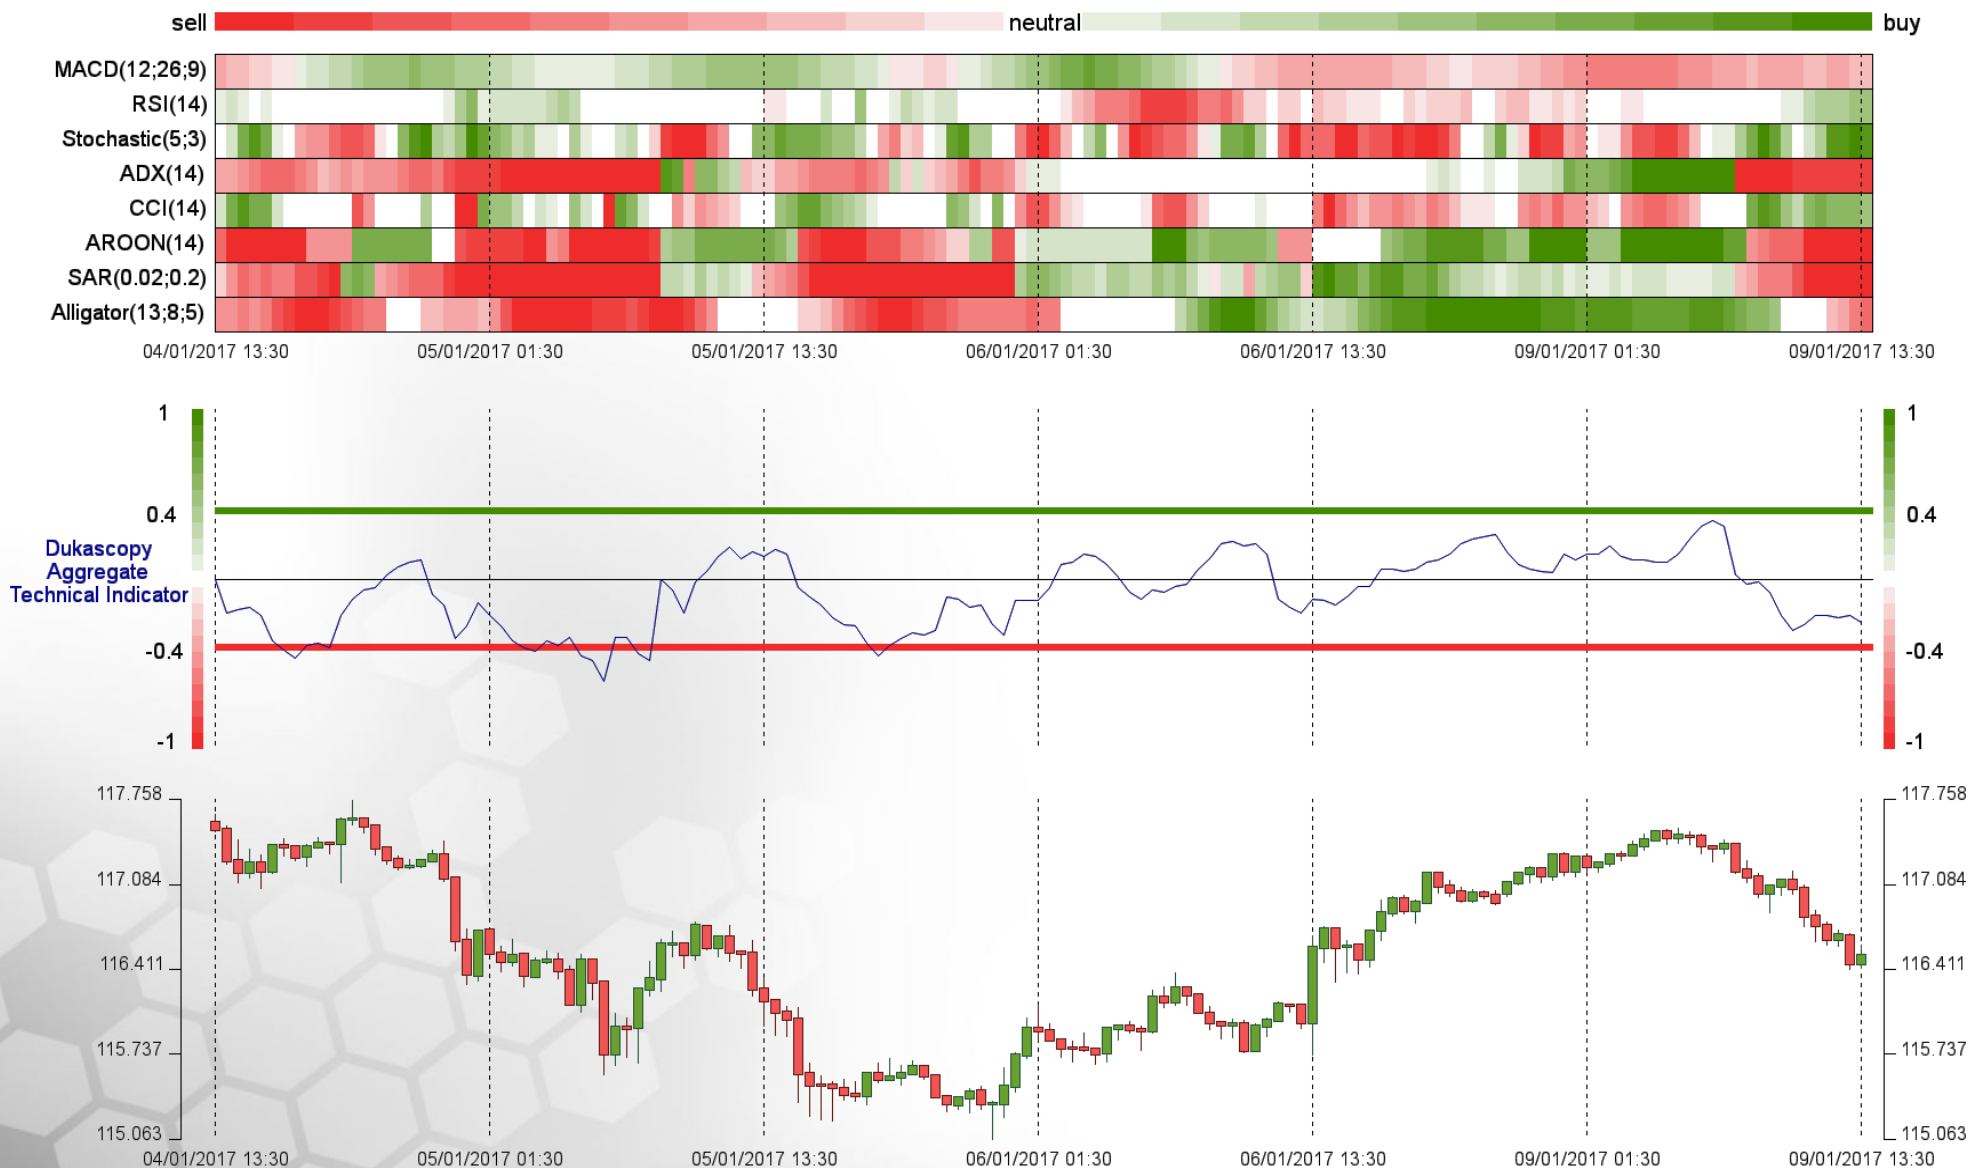 sell neutral buy
MACD(12;26;9)
RSI(14)
Stochastic(5;3)
ADX(14)
CCI(14)
AROON(14)
SAR(0.02;0.2)
Alligator(13;8;5)
04/01/2017 13:30 05/01/2017 01:30 05/01/2017 13:30 06/01/2017 01:30 06/01/2017 13:30 09/01/2017 01:30 09/01/2017 13:30
1 1
0.4 0.4
Dukascopy
Aggregate
Technical Indicator
-0.4 -0.4
-1 -1
117.758 117.758
117.084 117.084
116.411 116.411
115.737 115.737
115.063 115.063
04/01/2017 13:30 05/01/2017 01:30 05/01/2017 13:30 06/01/2017 01:30 06/01/2017 13:30 09/01/2017 01:30 09/01/2017 13:30